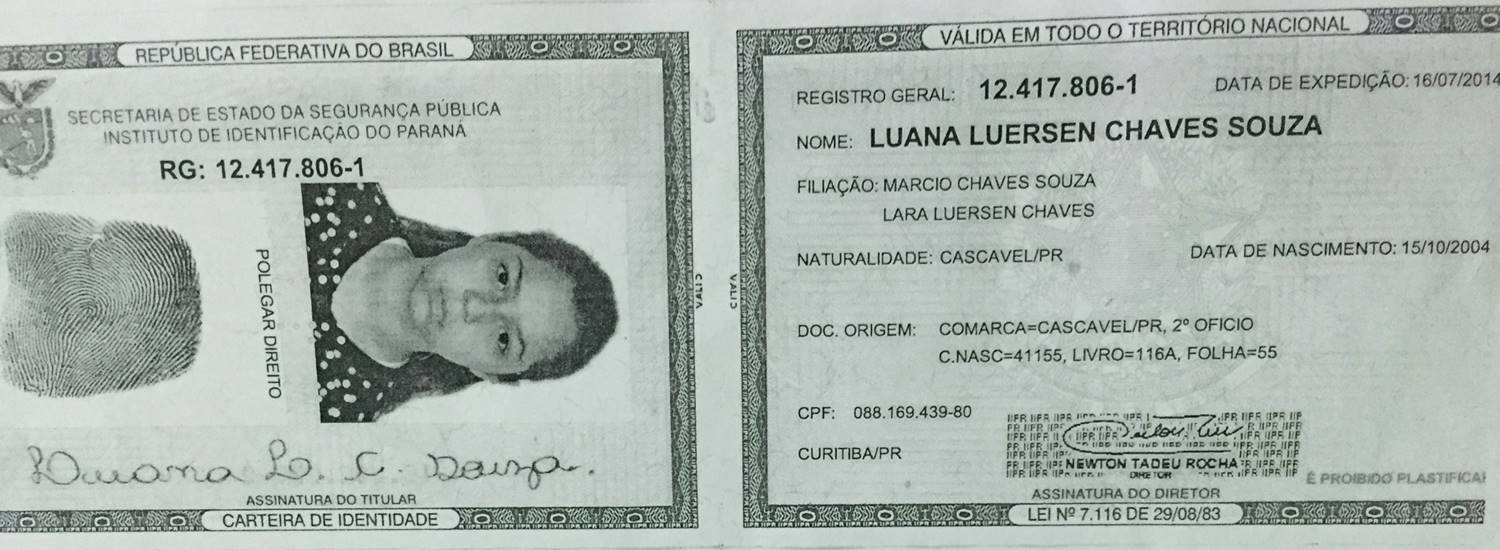 REPÚBLICA FEDERATIVA DO BRASIL
SECRETARIA DE ESTADO DA SEGURANÇA PÚBLICA
INSTITUTO DE IDENTIFICAÇÃO DO PARANÁ
RG: 12.417.806-1
POLEGAR DIREITO
Luana L. C. Souza.
ASSINATURA DO TITULAR
CARTEIRA DE IDENTIDADE
VÁLIDA EM TODO O TERRITÓRIO NACIONAL
REGISTRO GERAL: 12.417.806-1 DATA DE EXPEDIÇÃO: 16/07/2014
NOME: LUANA LUERSEN CHAVES SOUZA
FILIAÇÃO: MARCIO CHAVES SOUZA
LARA LUERSEN CHAVES
NATURALIDADE: CASCAVEL/PR DATA DE NASCIMENTO: 15/10/2004
DOC. ORIGEM: COMARCA=CASCAVEL/PR, 2º OFICIO
C.NASC=41155, LIVRO=116A, FOLHA=55
CPF: 088.169.439-80
CURITIBA/PR
NEWTON TADEU ROCHA
DIRETOR
É PROIBIDO PLASTIFICA
ASSINATURA DO DIRETOR
LEI Nº 7.116 DE 29/08/83